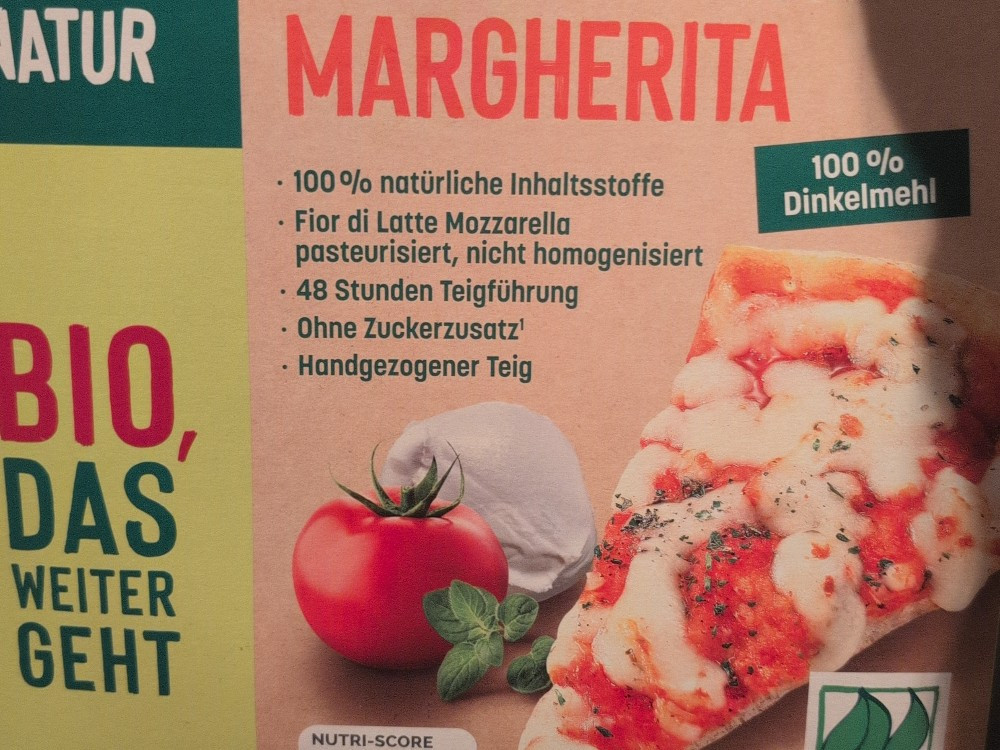 NATUR
MARGHERITA
100 %
Dinkelmehl
· 100 % natürliche Inhaltsstoffe
· Fior di Latte Mozzarella
pasteurisiert, nicht homogenisiert
· 48 Stunden Teigführung
· Ohne Zuckerzusatz¹
· Handgezogener Teig
BIO,
DAS
WEITER
GEHT
NUTRI-SCORE